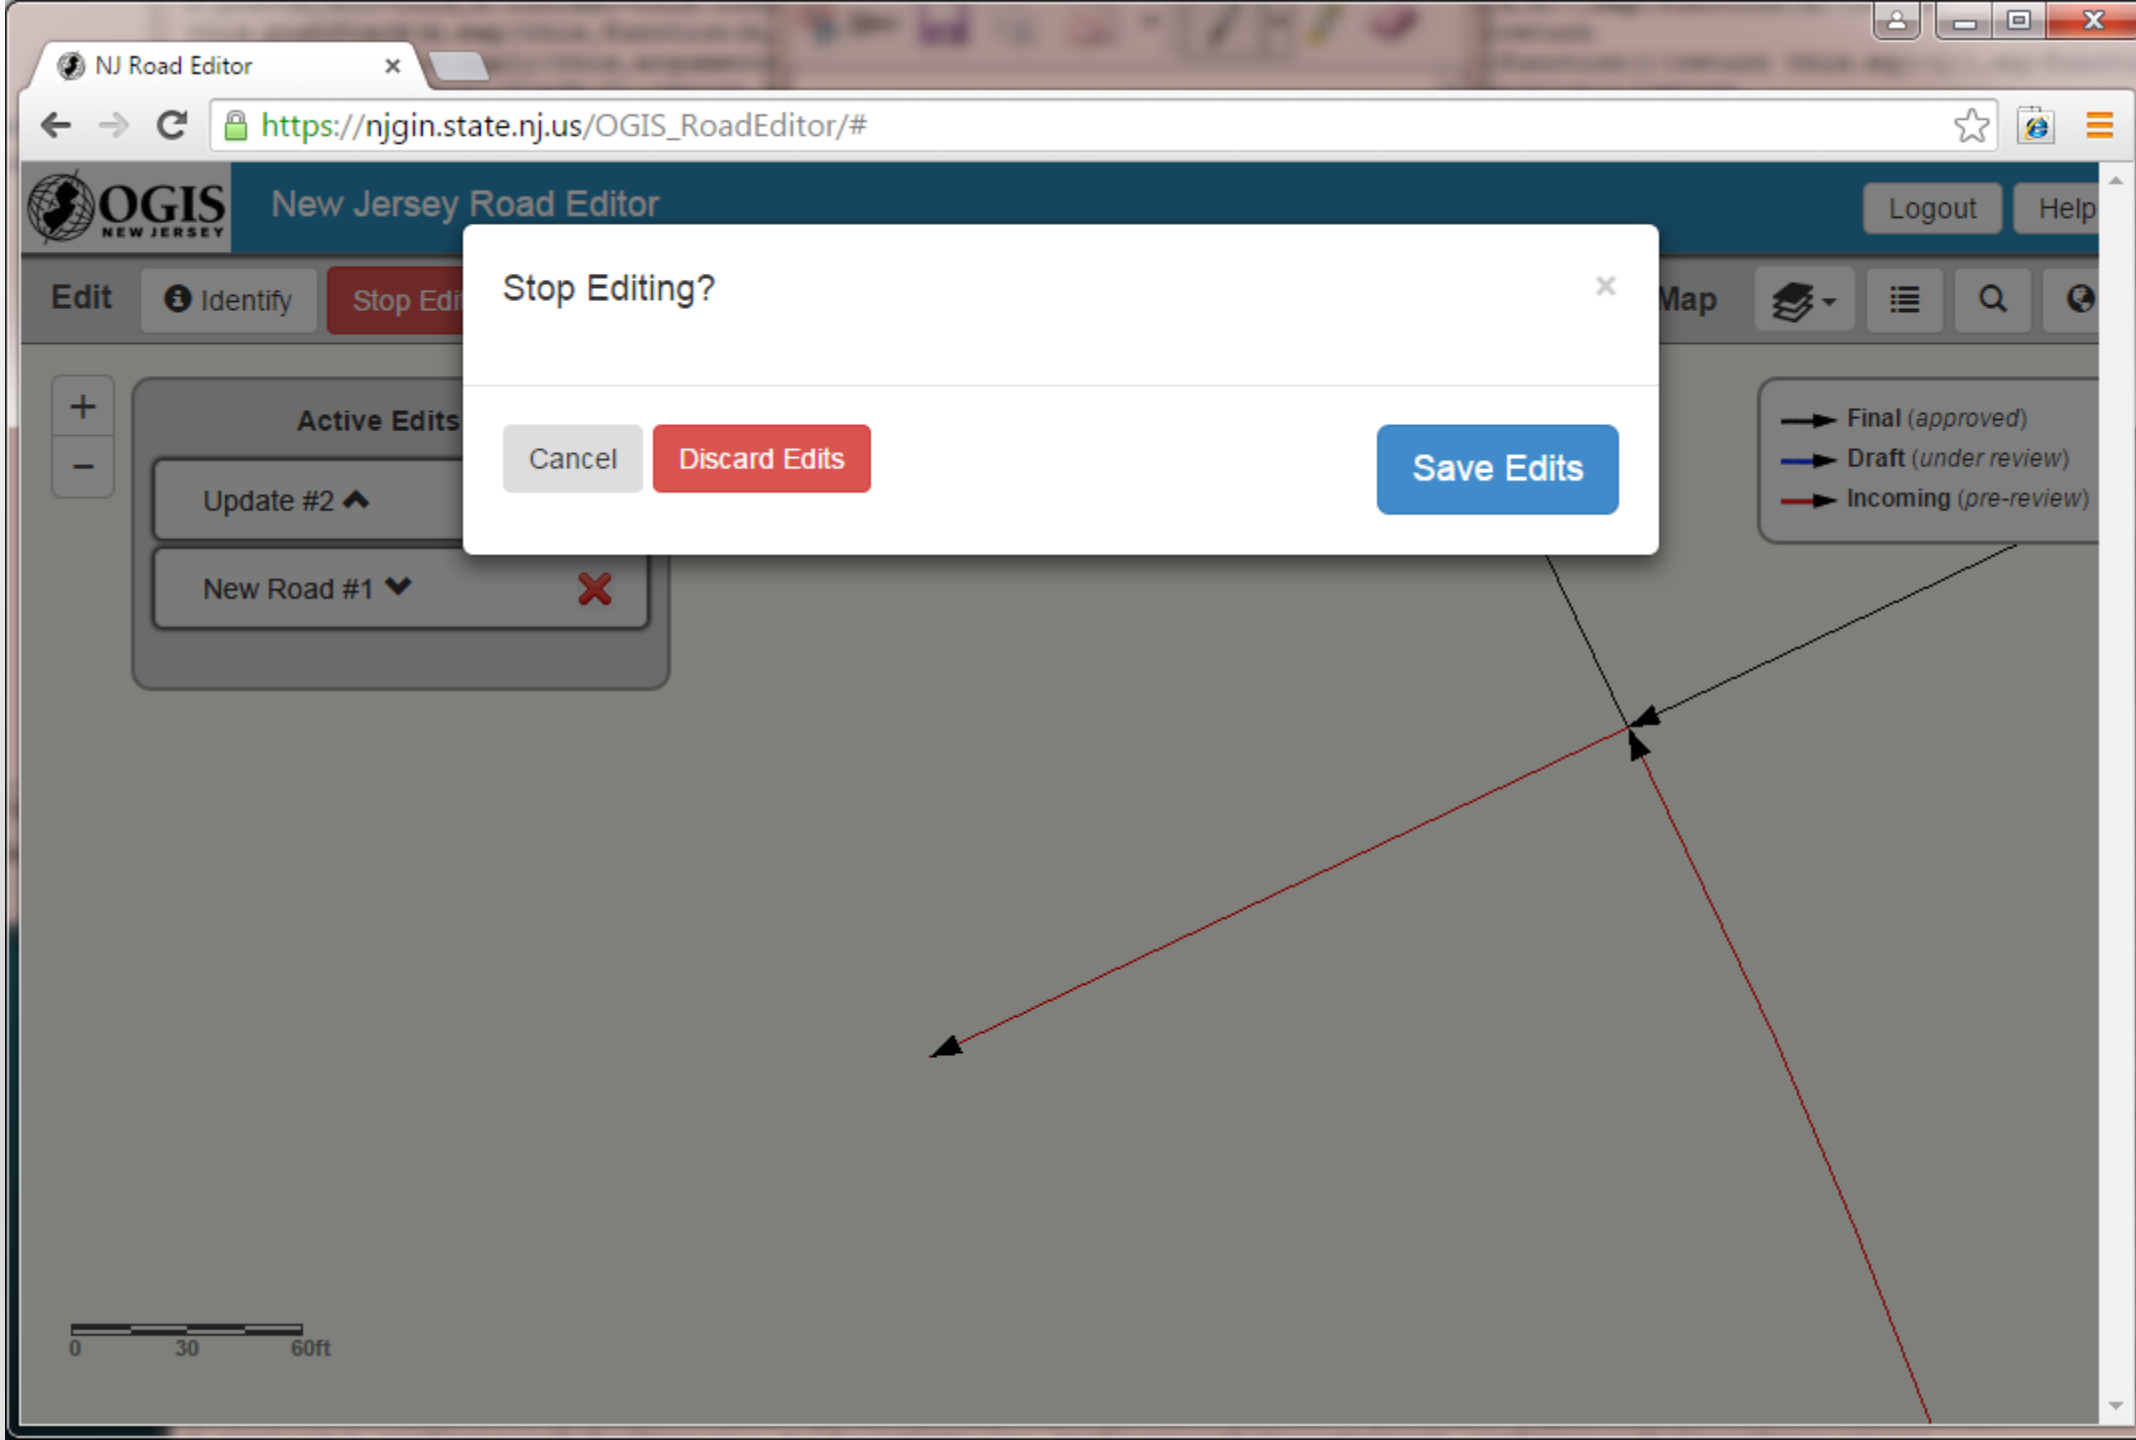 NJ Road Editor
https://njgin.state.nj.us/OGIS_RoadEditor/#
OGIS
NEW JERSEY
New Jersey Road Editor
Logout
Help
Edit
Identify
Stop Edi
Stop Editing?
×
Map
Active Edits
Cancel
Discard Edits
Save Edits
Final (approved)
Draft (under review)
Incoming (pre-review)
Update #2
New Road #1
0 30 60ft